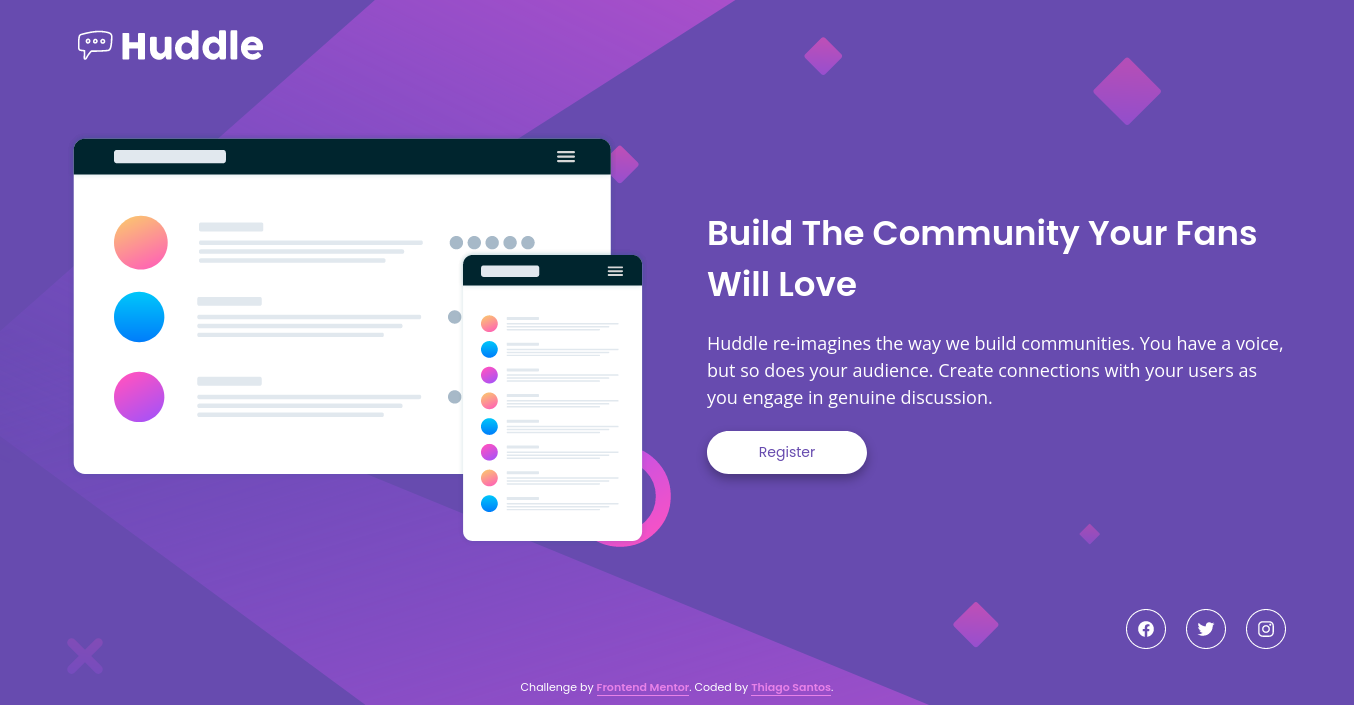 Huddle
Build The Community Your Fans
Will Love
Huddle re-imagines the way we build communities. You have a voice,
but so does your audience. Create connections with your users as
you engage in genuine discussion.
Register
Challenge by Frontend Mentor. Coded by Thiago Santos.